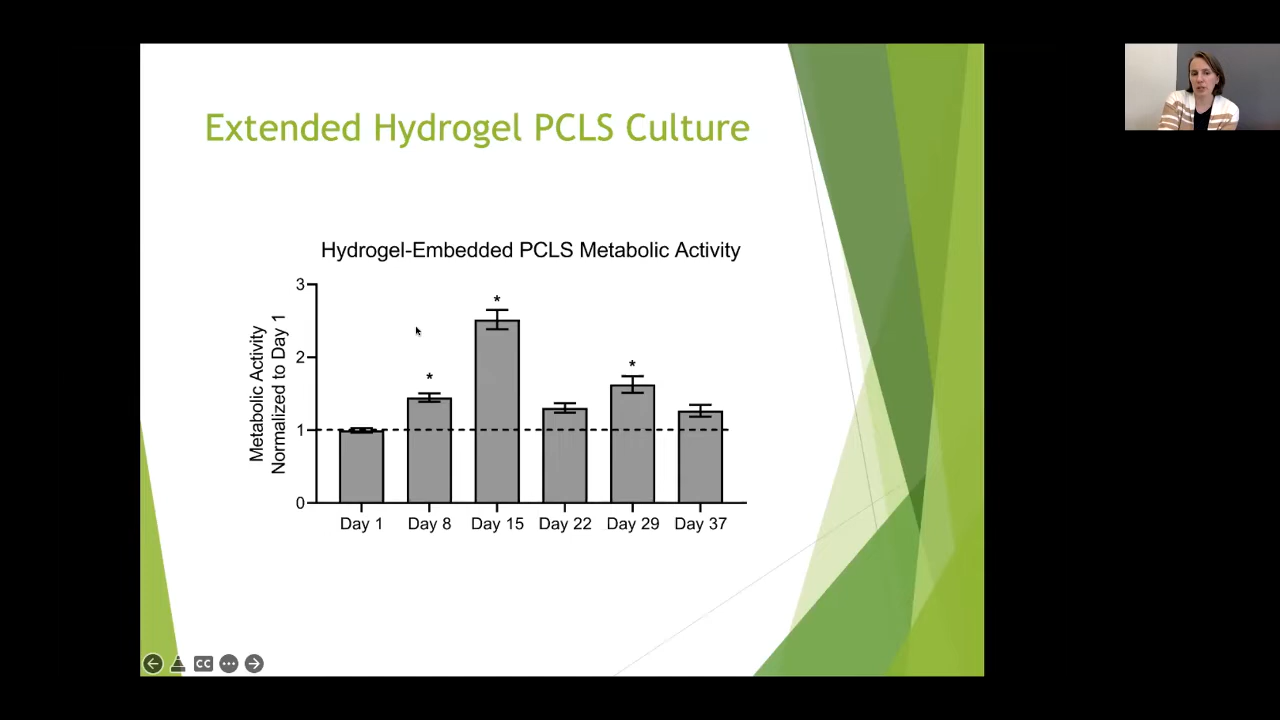 Extended Hydrogel PCLS Culture
Hydrogel-Embedded PCLS Metabolic Activity
Metabolic Activity
Normalized to Day 1
3
2
1
0
*
*
*
Day 1 Day 8 Day 15 Day 22 Day 29 Day 37
CC